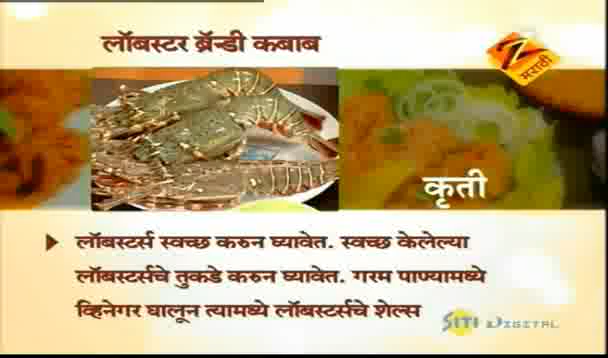 लॉबस्टर ब्रॅन्डी कबाब
Z
मराठी
कृती
लॉबस्टर्स स्वच्छ करुन घ्यावेत. स्वच्छ केलेल्या
लॉबस्टर्सचे तुकडे करुन घ्यावेत. गरम पाण्यामध्ये
व्हिनेगर घालून त्यामध्ये लॉबस्टर्सचे शेल्स
SITI DIGITAL